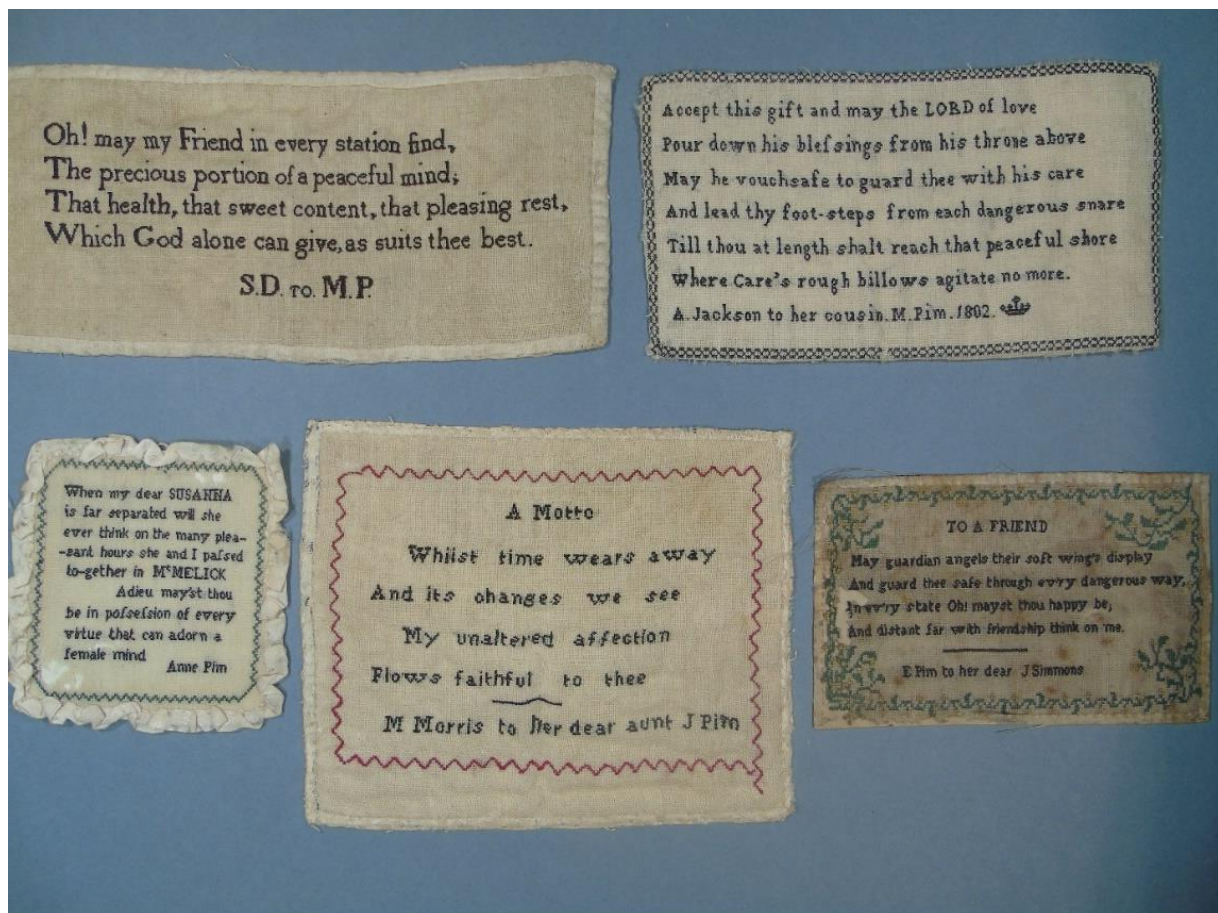 Oh! may my Friend in every station find,
The precious portion of a peaceful mind;
That health, that sweet content, that pleasing rest,
Which God alone can give, as suits thee best.
S.D. TO. M.P.
Accept this gift and may the LORD of love
Pour down his blefsings from his throne above
May he vouchsafe to guard thee with his care
And lead thy foot-steps from each dangerous snare
Till thou at length shalt reach that peaceful shore
Where Care's rough billows agitate no more.
A. Jackson to her cousin. M. Pim. 1802.
When my dear SUSANNA
is far separated will she
ever think on the many plea-
-sant hours she and I pafsed
to-gether in MtMELICK
Adieu may'st thou
be in pofsefsion of every
virtue that can adorn a
female mind
Anne Pim
A Motto
Whilst time wears away
And its changes we see
My unaltered affection
Flows faithful to thee
M Morris to her dear aunt J Pim
TO A FRIEND
May guardian angels their soft wing's display
And guard thee safe through ev'ry dangerous way,
In ev'ry state Oh! mayst thou happy be,
And distant far with friendship think on me.
E Pim to her dear J Simmons